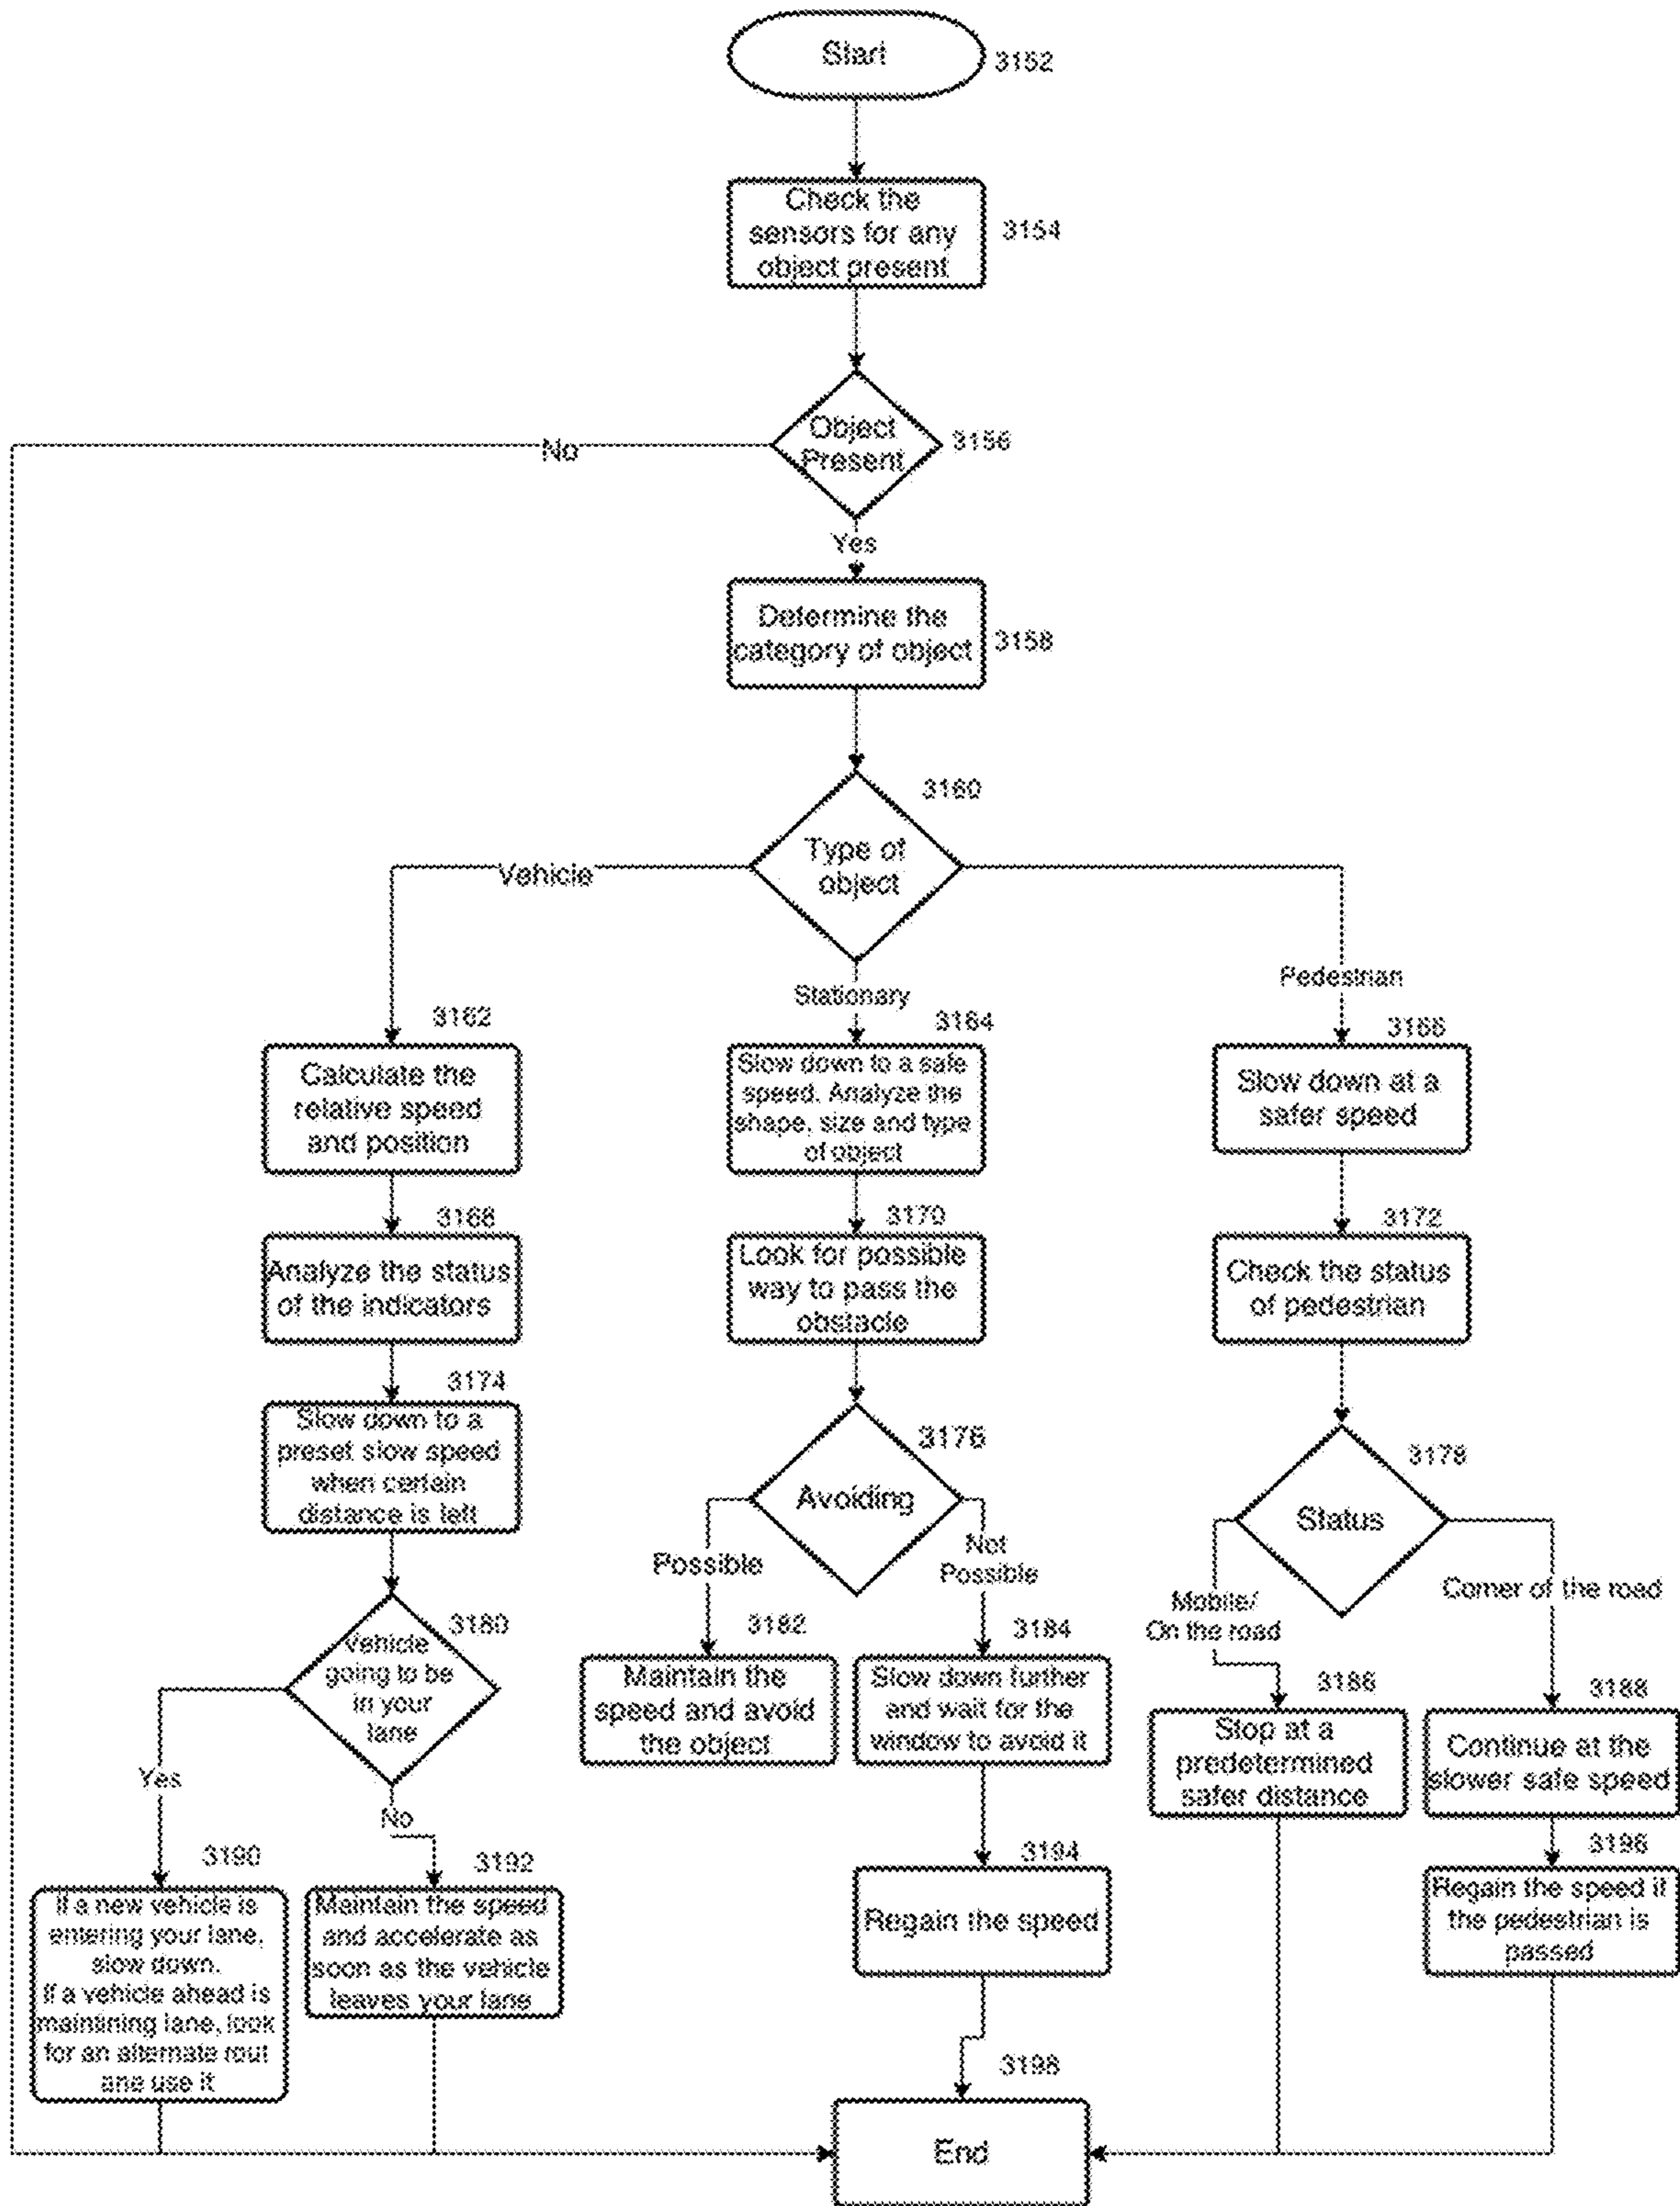 Start
3152
Check the
sensors for any
object present
3154
Object
Present
3156
No
Yes
Determine the
category of object
3158
3160
Type of
object
Vehicle
Stationary
Pedestrian
3162
Calculate the
relative speed
and position
3164
Slow down to a safe
speed. Analyze the
shape, size and type
of object
3166
Slow down at a
safer speed
3168
Analyze the status
of the indicators
3170
Look for possible
way to pass the
obstacle
3172
Check the status
of pedestrian
3174
Slow down to a
preset slow speed
when certain
distance is left
3176
Avoiding
3178
Status
Possible
Not
Possible
Mobile/
On the road
Corner of the road
3180
Vehicle
going to be
in your
lane
3182
Maintain the
speed and avoid
the object
3184
Slow down further
and wait for the
window to avoid it
3186
Stop at a
predetermined
safer distance
3188
Continue at the
slower safe speed
Yes
No
3190
If a new vehicle is
entering your lane,
slow down.
If a vehicle ahead is
maintining lane, look
for an alternate rout
ane use it
3192
Maintain the speed
and accelerate as
soon as the vehicle
leaves your lane
3194
Regain the speed
3196
Regain the speed if
the pedestrian is
passed
3198
End